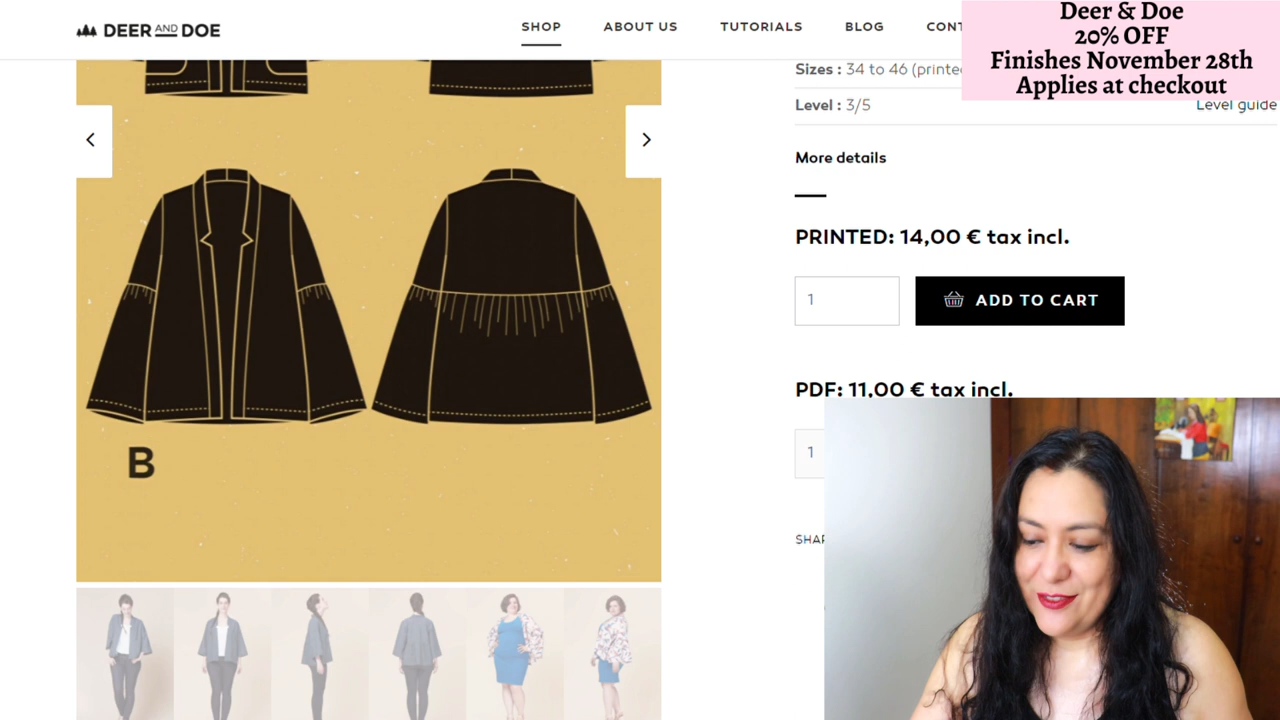 DEER AND DOE
SHOP
ABOUT US
TUTORIALS
BLOG
CONT
Deer & Doe
20% OFF
Finishes November 28th
Applies at checkout
Sizes : 34 to 46 (printe
Level : 3/5
Level guide
More details
PRINTED: 14,00 € tax incl.
1
ADD TO CART
PDF: 11,00 € tax incl.
1
SHAR
B